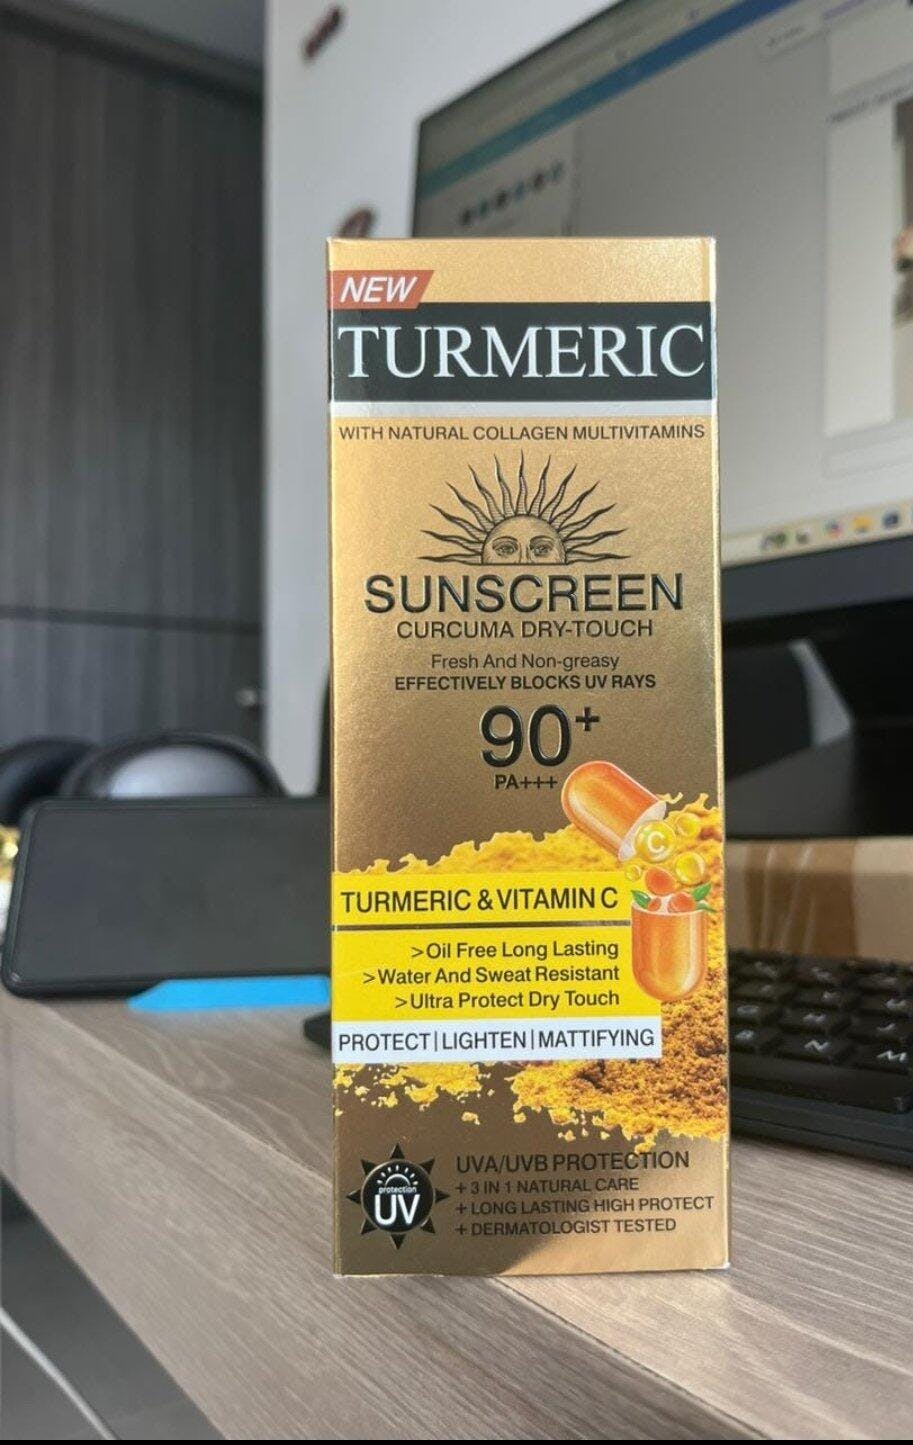 NEW
TURMERIC
WITH NATURAL COLLAGEN MULTIVITAMINS
SUNSCREEN
CURCUMA DRY-TOUCH
Fresh And Non-greasy
EFFECTIVELY BLOCKS UV RAYS
90+
PA+++
C
TURMERIC & VITAMIN C
>Oil Free Long Lasting
>Water And Sweat Resistant
>Ultra Protect Dry Touch
PROTECT|LIGHTEN|MATTIFYING
protection
UV
UVA/UVB PROTECTION
+ 3 IN 1 NATURAL CARE
+ LONG LASTING HIGH PROTECT
+ DERMATOLOGIST TESTED
N
M